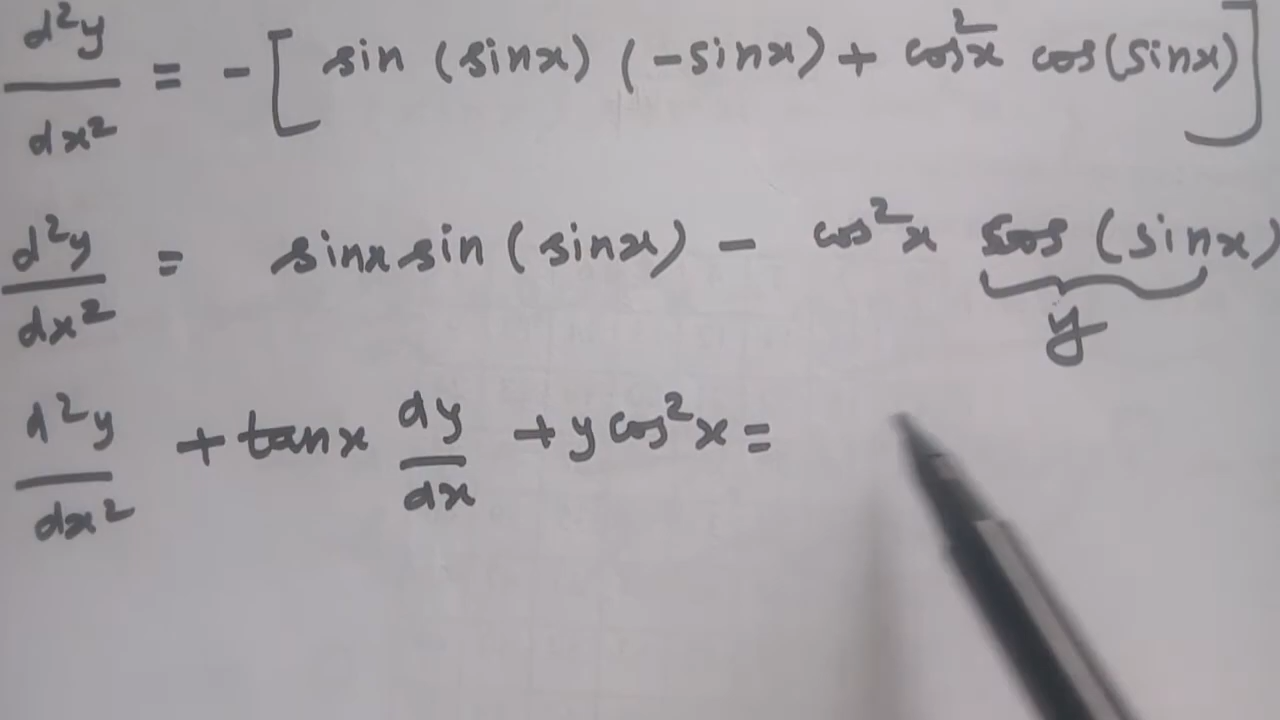 d²y/dx² = - [ sin (sinx) (-sinx) + cos²x cos(sinx) ]
d²y/dx² = sinx sin (sinx) - cos²x cos (sinx)
y
d²y/dx² + tanx dy/dx + y cos²x =